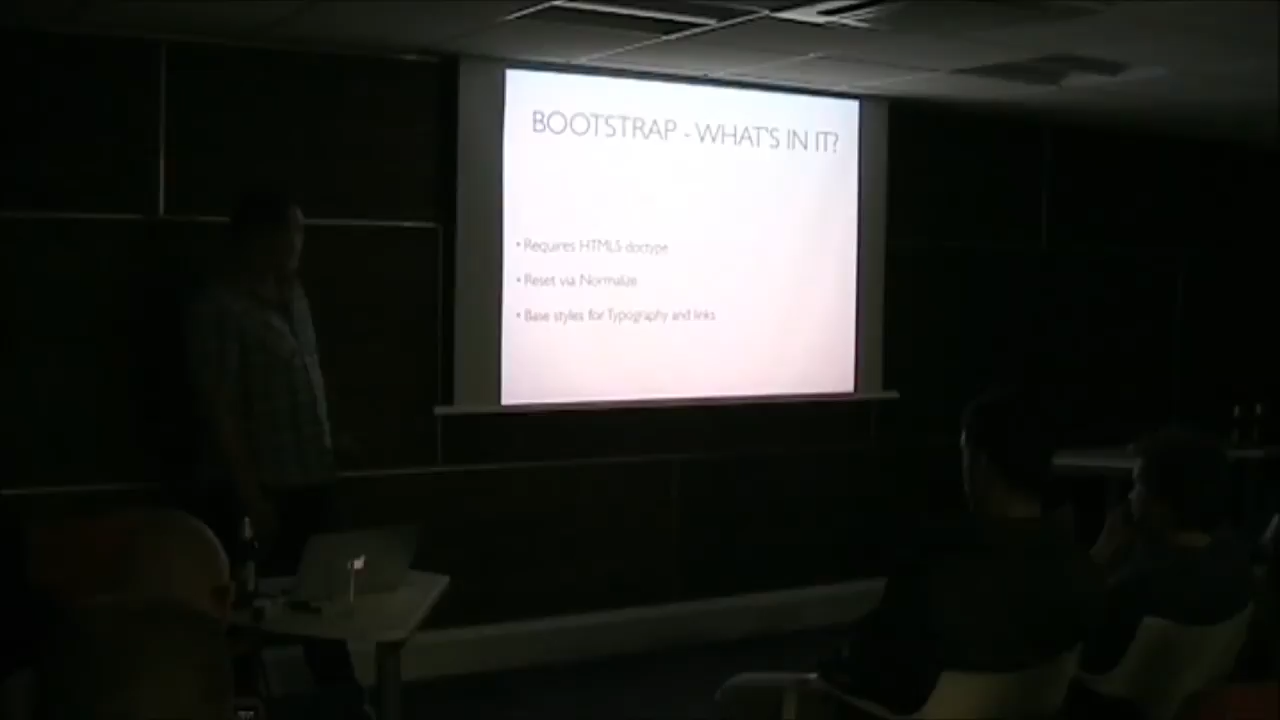 BOOTSTRAP - WHAT'S IN IT?
• Requires HTML5 doctype
• Reset via Normalize
• Base styles for Typography and links